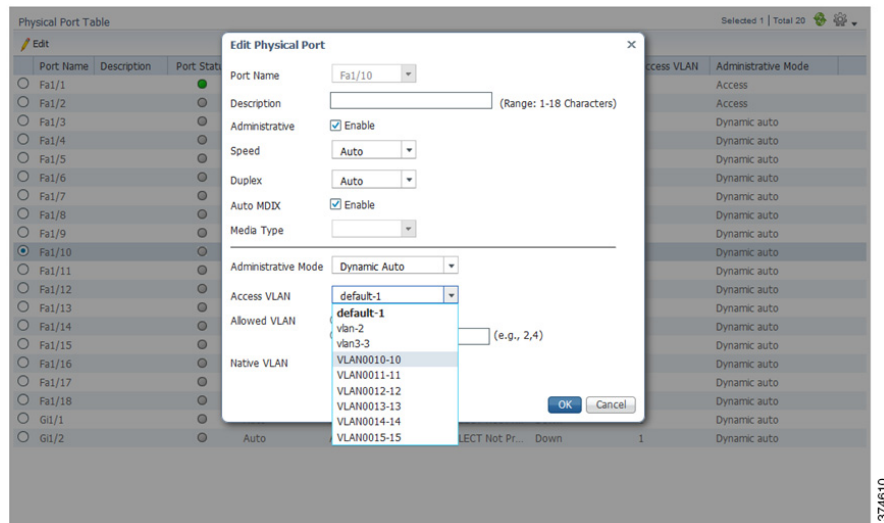 Physical Port Table Selected 1 | Total 20
Edit
Port Name Description Port Statu ccess VLAN Administrative Mode
Edit Physical Port
Port Name Fa1/10
Description (Range: 1-18 Characters)
Administrative Enable
Speed Auto
Duplex Auto
Auto MDIX Enable
Media Type
Administrative Mode Dynamic Auto
Access VLAN default-1
default-1
vlan-2
vlan3-3
VLAN0010-10
VLAN0011-11
VLAN0012-12
VLAN0013-13
VLAN0014-14
VLAN0015-15
Allowed VLAN
(e.g., 2,4)
Native VLAN
OK Cancel
Fa1/1 Access
Fa1/2 Access
Fa1/3 Dynamic auto
Fa1/4 Dynamic auto
Fa1/5 Dynamic auto
Fa1/6 Dynamic auto
Fa1/7 Dynamic auto
Fa1/8 Dynamic auto
Fa1/9 Dynamic auto
Fa1/10 Dynamic auto
Fa1/11 Dynamic auto
Fa1/12 Dynamic auto
Fa1/13 Dynamic auto
Fa1/14 Dynamic auto
Fa1/15 Dynamic auto
Fa1/16 Dynamic auto
Fa1/17 Dynamic auto
Fa1/18 Dynamic auto
Gi1/1 Dynamic auto
Gi1/2 Auto LECT Not Pr... Down 1 Dynamic auto
374610